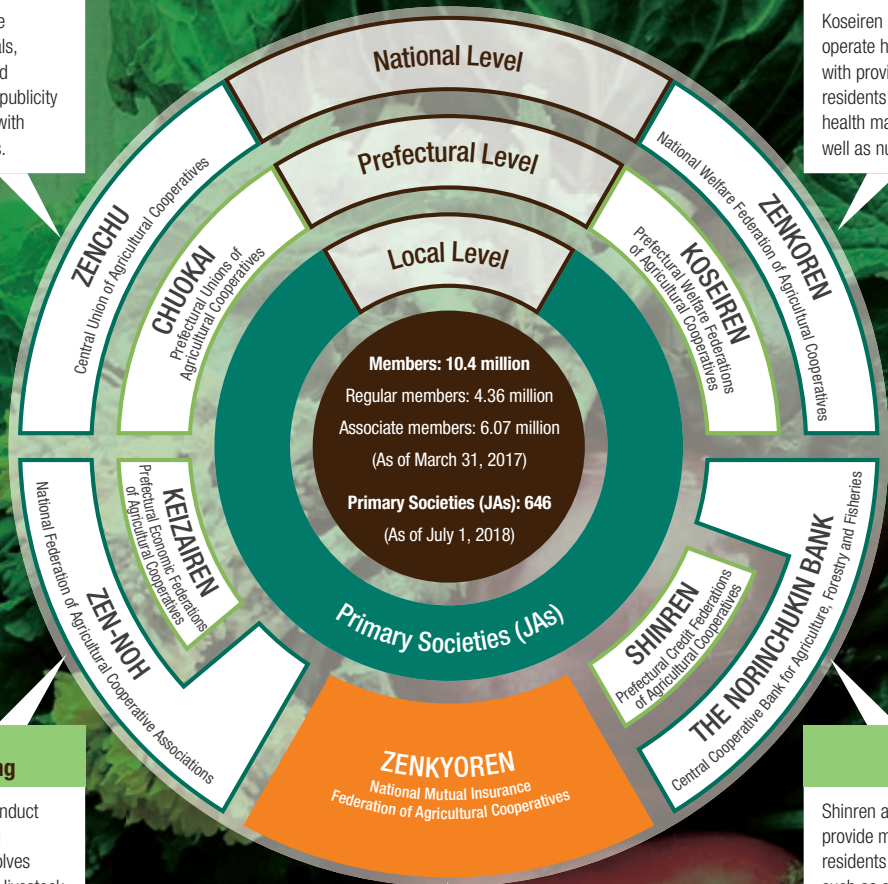 e
als,
d
publicity
with
s.
Koseiren
operate h
with provi
residents
health ma
well as nu
National Level
Prefectural Level
Local Level
ZENCHU
Central Union of Agricultural Cooperatives
CHUOKAI
Prefectural Unions of
Agricultural Cooperatives
KOSEIREN
Prefectural Welfare Federations
of Agricultural Cooperatives
ZENKOREN
National Welfare Federation of Agricultural Cooperatives
Members: 10.4 million
Regular members: 4.36 million
Associate members: 6.07 million
(As of March 31, 2017)
Primary Societies (JAs): 646
(As of July 1, 2018)
Primary Societies (JAs)
KEIZAIREN
Prefectural Economic Federations
of Agricultural Cooperatives
ZEN-NOH
National Federation of Agricultural Cooperative Associations
SHINREN
Prefectural Credit Federations
of Agricultural Cooperatives
THE NORINCHUKIN BANK
Central Cooperative Bank for Agriculture, Forestry and Fisheries
ZENKYOREN
National Mutual Insurance
Federation of Agricultural Cooperatives
ng
nduct
olves
livestock
Shinren a
provide m
residents
such as